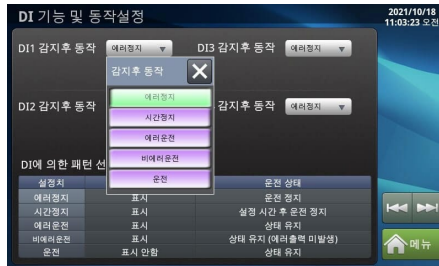 DI 기능 및 동작설정
2021/10/18
11:03:23 오전
DI1 감지후 동작 에러정지 DI3 감지후 동작 에러정지
감지후 동작
에러정지
시간정지
에러운전
비에러운전
운전
DI2 감지후 동작 감지후 동작 에러정지
DI에 의한 패턴 선
설정치 운전 상태
에러정지 표시 운전 정지
시간정지 표시 설정 시간 후 운전 정지
에러운전 표시 상태 유지
비에러운전 표시 상태 유지 (에러출력 미발생)
운전 표시 안함 상태 유지
메뉴